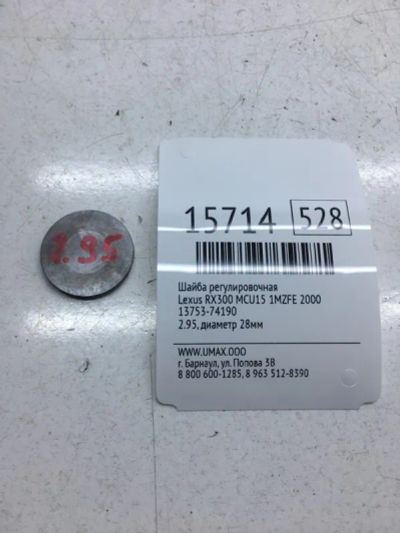 2.95
15714 528
Шайба регулировочная
Lexus RX300 MCU15 1MZFE 2000
13753-74190
2.95, диаметр 28мм
WWW.UMAX.OOO
г. Барнаул, ул. Попова 3В
8 800 600-1285, 8 963 512-8390